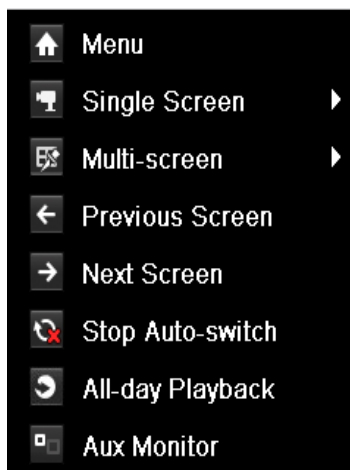 Menu
Single Screen
Multi-screen
Previous Screen
Next Screen
Stop Auto-switch
All-day Playback
Aux Monitor